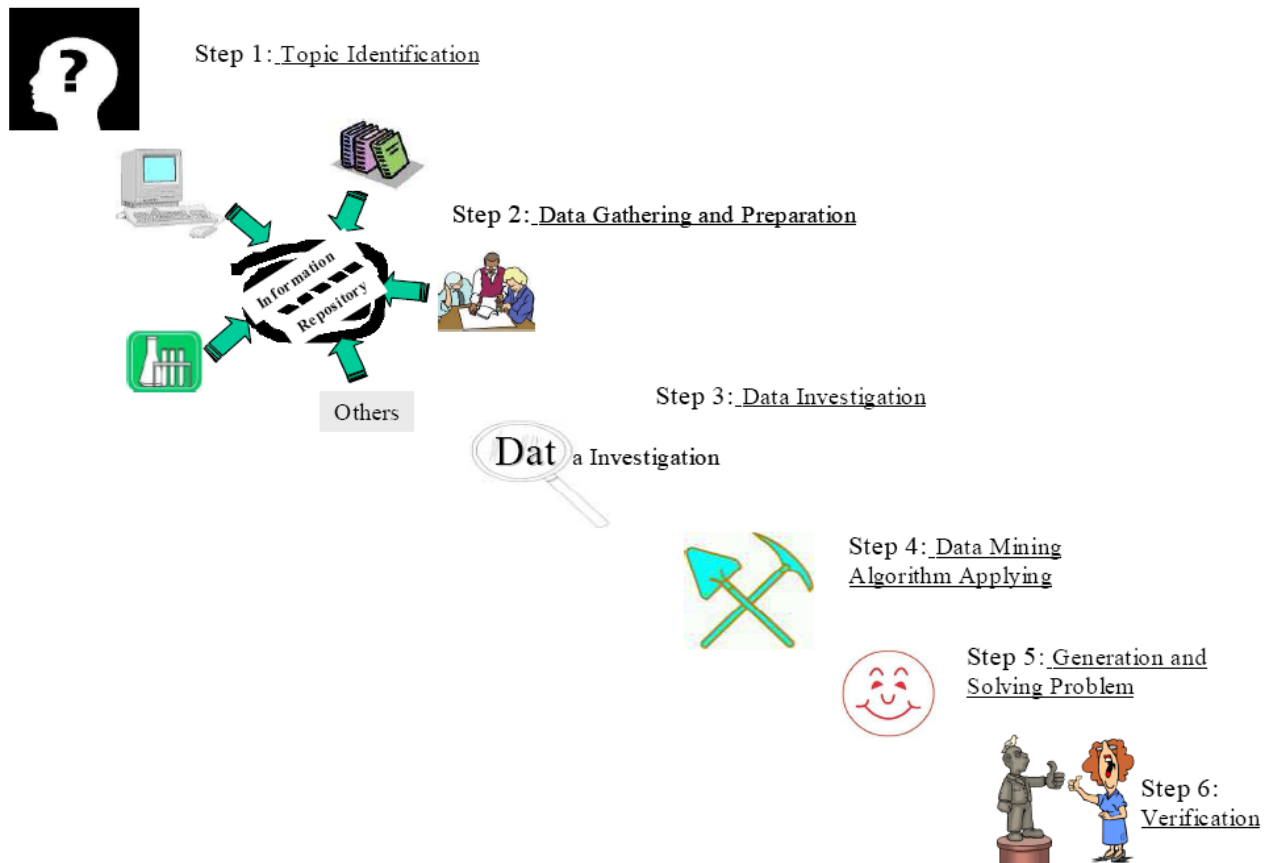 ?
Step 1: Topic Identification
Step 2: Data Gathering and Preparation
Information
Repository
Others
Step 3: Data Investigation
Dat a Investigation
Step 4: Data Mining
Algorithm Applying
Step 5: Generation and
Solving Problem
Step 6:
Verification